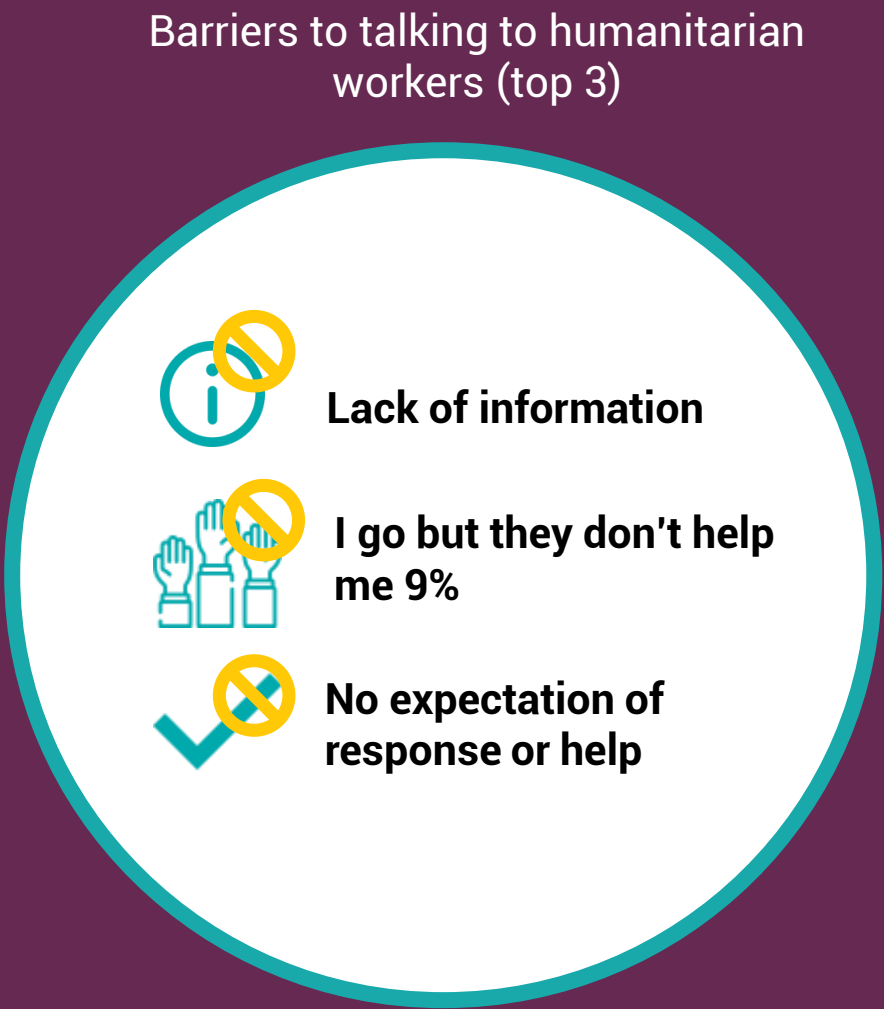 Barriers to talking to humanitarian
workers (top 3)
Lack of information
I go but they don't help
me 9%
No expectation of
response or help